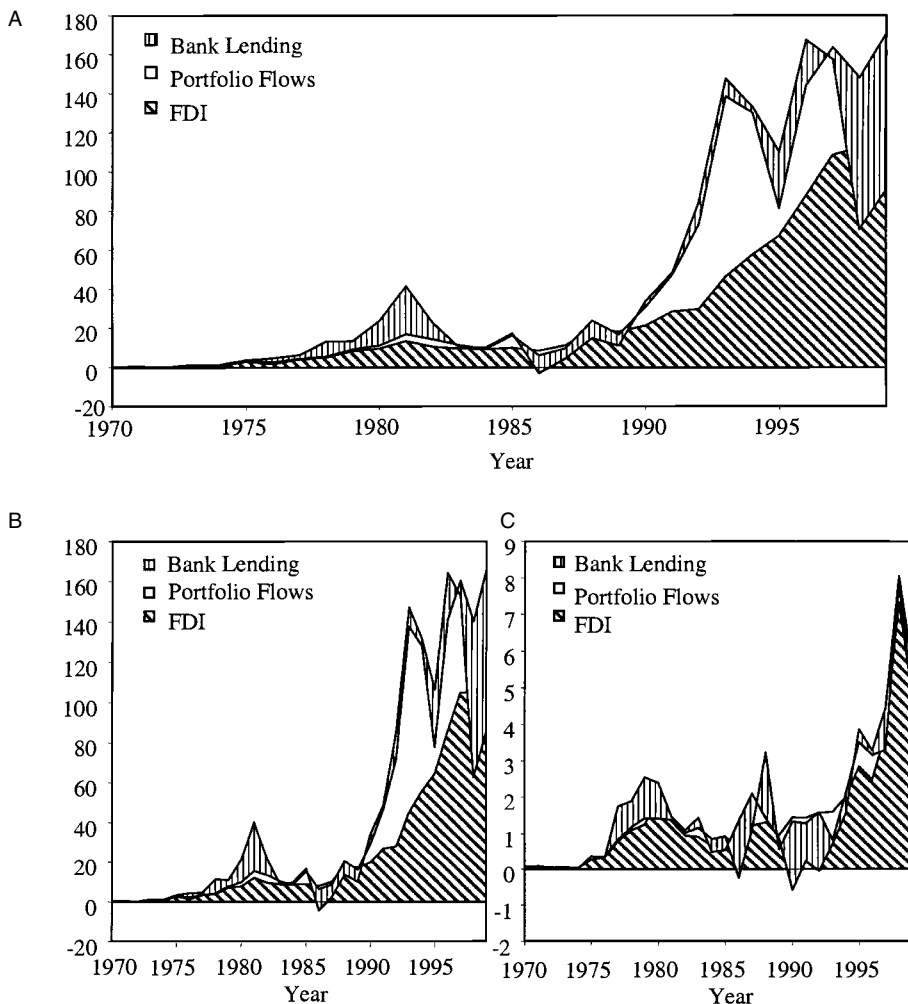 A
180
160
140
120
100
80
60
40
20
0
-20
Bank Lending
Portfolio Flows
FDI
1970 1975 1980 1985 1990 1995
Year
B
180
160
140
120
100
80
60
40
20
0
-20
Bank Lending
Portfolio Flows
FDI
1970 1975 1980 1985 1990 1995
Year
C
9
8
7
6
5
4
3
2
1
0
-1
-2
Bank Lending
Portfolio Flows
FDI
1970 1975 1980 1985 1990 1995
Year